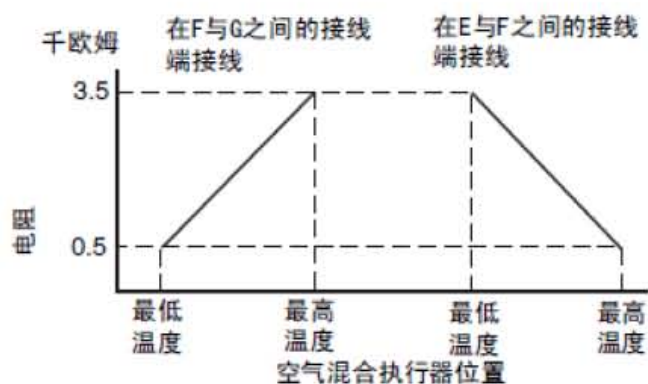 千欧姆
在F与G之间的接线
端接线
在E与F之间的接线
端接线
3.5
电阻
0.5
最低
温度
最高
温度
最低
温度
最高
温度
空气混合执行器位置